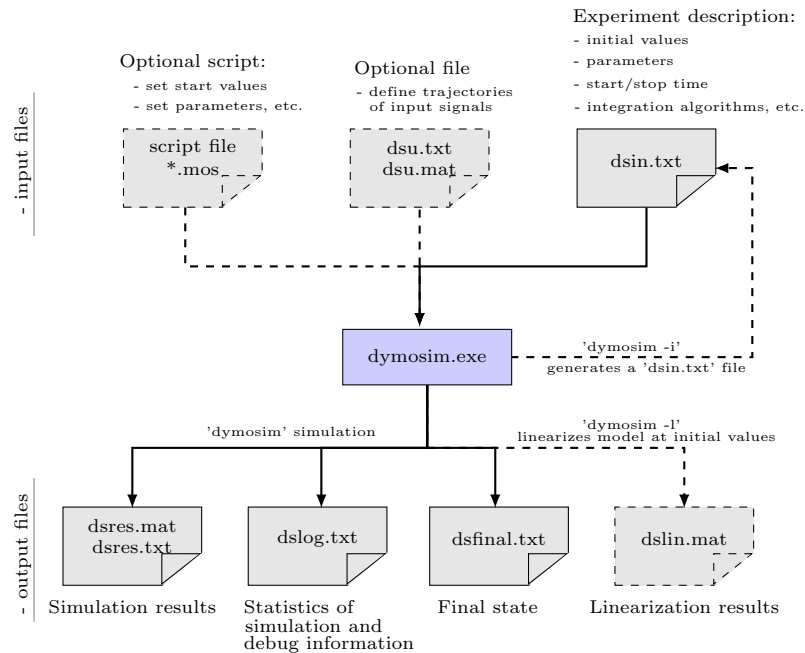 Experiment description:
- initial values
- parameters
- start/stop time
- integration algorithms, etc.
Optional script:
- set start values
- set parameters, etc.
Optional file
- define trajectories
of input signals
- input files
script file
*.mos
dsu.txt
dsu.mat
dsin.txt
dymosim.exe
'dymosim -i'
generates a 'dsin.txt' file
'dymosim' simulation
'dymosim -l'
linearizes model at initial values
- output files
dsres.mat
dsres.txt
dslog.txt
dsfinal.txt
dslin.mat
Simulation results
Statistics of
simulation and
debug information
Final state
Linearization results